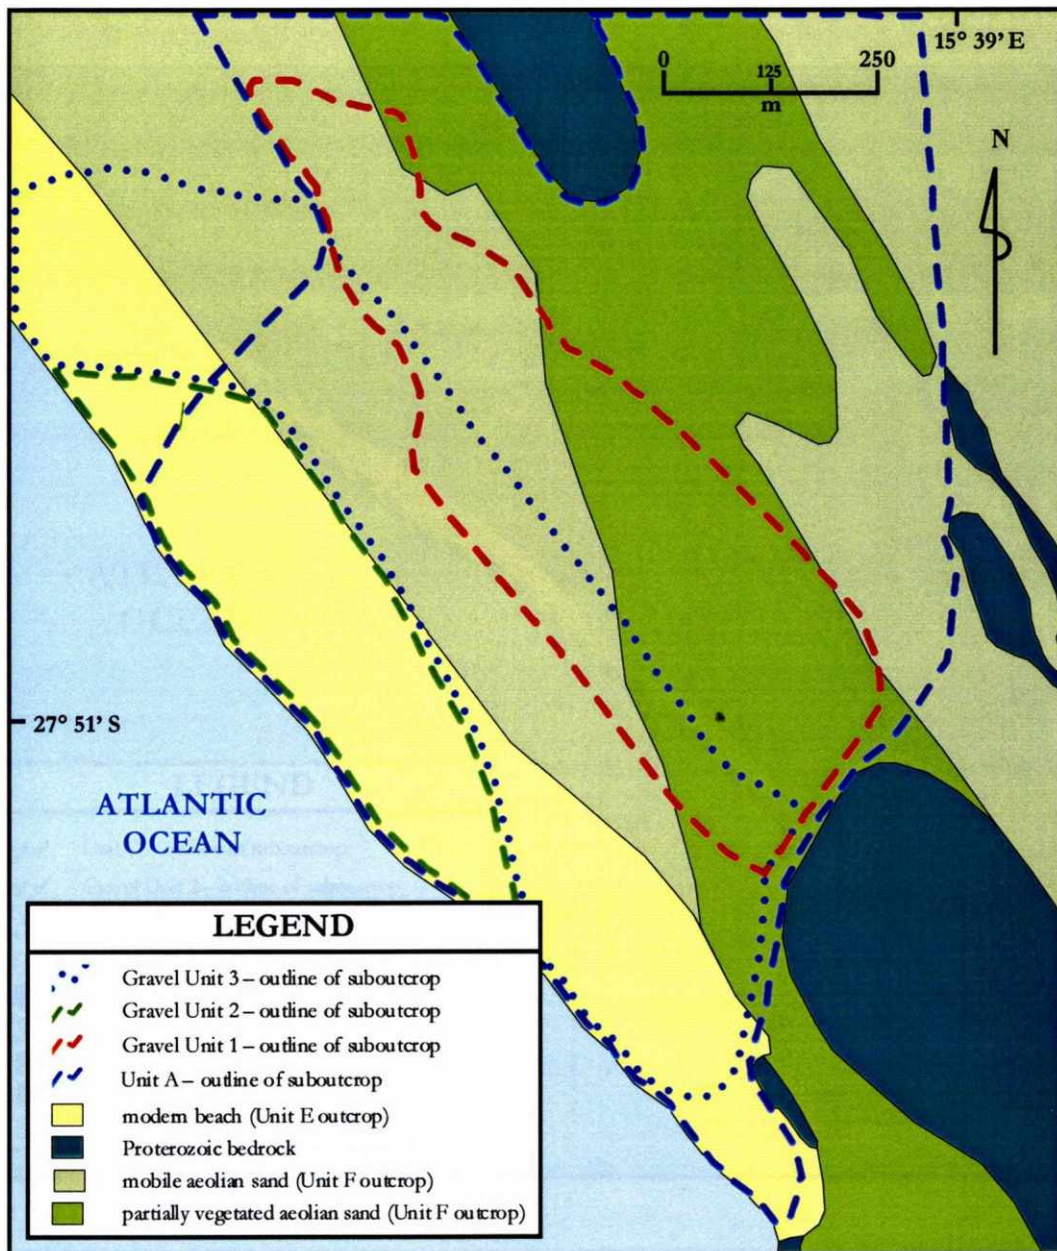 15° 39' E
0
125
250
m
N
27° 51' S
ATLANTIC
OCEAN
LEGEND
Gravel Unit 3 – outline of suboutcrop
Gravel Unit 2 – outline of suboutcrop
Gravel Unit 1 – outline of suboutcrop
Unit A – outline of suboutcrop
modern beach (Unit E outcrop)
Proterozoic bedrock
mobile aeolian sand (Unit F outcrop)
partially vegetated aeolian sand (Unit F outcrop)